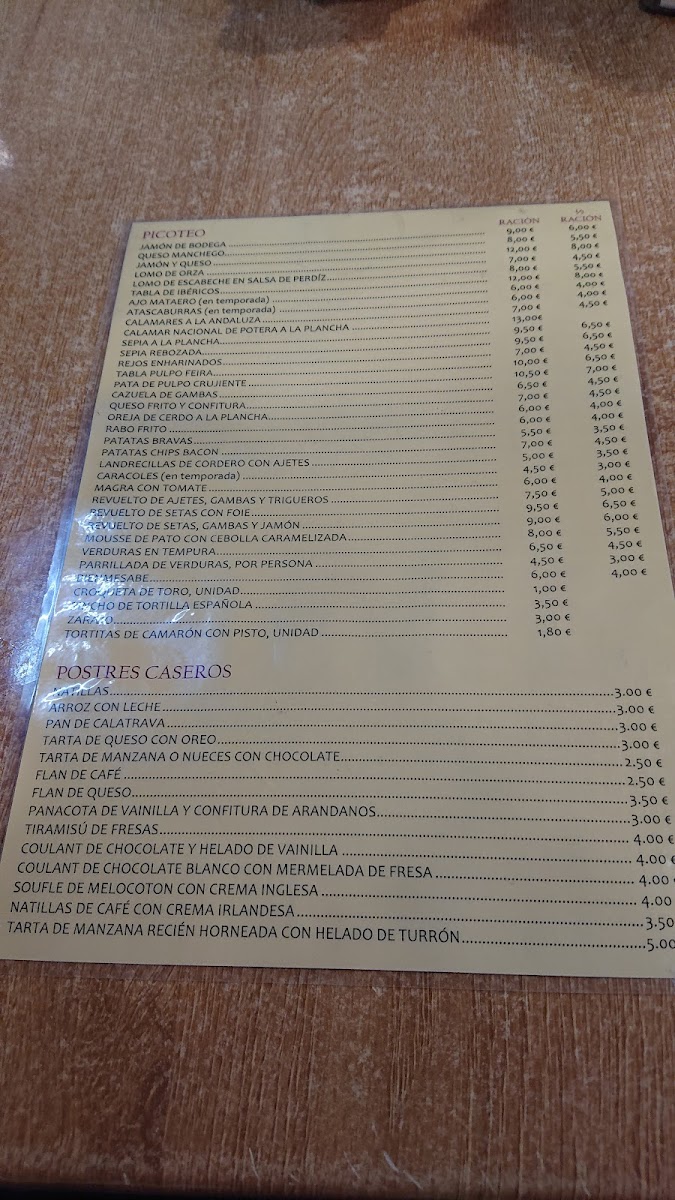 PICOTEO RACIÓN ½ RACIÓN
JAMÓN DE BODEGA 9,00 € 6,00 €
QUESO MANCHEGO 8,00 € 5,50 €
JAMÓN Y QUESO 12,00 € 8,00 €
LOMO DE ORZA 7,00 € 4,50 €
LOMO DE ESCABECHE EN SALSA DE PERDÍZ 8,00 € 5,50 €
TABLA DE IBÉRICOS 12,00 € 8,00 €
AJO MATAERO (en temporada) 6,00 € 4,00 €
ATASCABURRAS (en temporada) 6,00 € 4,00 €
CALAMARES A LA ANDALUZA 7,00 € 4,50 €
CALAMAR NACIONAL DE POTERA A LA PLANCHA 13,00€
SEPIA A LA PLANCHA 9,50 € 6,50 €
SEPIA REBOZADA 9,50 € 6,50 €
REJOS ENHARINADOS 7,00 € 4,50 €
TABLA PULPO FEIRA 10,00 € 6,50 €
PATA DE PULPO CRUJIENTE 10,50 € 7,00 €
CAZUELA DE GAMBAS 6,50 € 4,50 €
QUESO FRITO Y CONFITURA 7,00 € 4,50 €
OREJA DE CERDO A LA PLANCHA 6,00 € 4,00 €
RABO FRITO 6,00 € 4,00 €
PATATAS BRAVAS 5,50 € 3,50 €
PATATAS CHIPS BACON 7,00 € 4,50 €
LANDRECILLAS DE CORDERO CON AJETES 5,00 € 3,50 €
CARACOLES (en temporada) 4,50 € 3,00 €
MAGRA CON TOMATE 6,00 € 4,00 €
REVUELTO DE AJETES, GAMBAS Y TRIGUEROS 7,50 € 5,00 €
REVUELTO DE SETAS CON FOIE 9,50 € 6,50 €
REVUELTO DE SETAS, GAMBAS Y JAMÓN 9,00 € 6,00 €
MOUSSE DE PATO CON CEBOLLA CARAMELIZADA 8,00 € 5,50 €
VERDURAS EN TEMPURA 6,50 € 4,50 €
PARRILLADA DE VERDURAS, POR PERSONA 4,50 € 3,00 €
BIENMESABE 6,00 € 4,00 €
CROQUETA DE TORO, UNIDAD 1,00 €
PINCHO DE TORTILLA ESPAÑOLA 3,50 €
ZARAJO 3,00 €
TORTITAS DE CAMARÓN CON PISTO, UNIDAD 1,80 €
POSTRES CASEROS
NATILLAS 3.00 €
ARROZ CON LECHE 3.00 €
PAN DE CALATRAVA 3.00 €
TARTA DE QUESO CON OREO 3.00 €
TARTA DE MANZANA O NUECES CON CHOCOLATE 2.50 €
FLAN DE CAFÉ 2.50 €
FLAN DE QUESO 3.50 €
PANACOTA DE VAINILLA Y CONFITURA DE ARANDANOS 3.00 €
TIRAMISÚ DE FRESAS 4.00 €
COULANT DE CHOCOLATE Y HELADO DE VAINILLA 4.00 €
COULANT DE CHOCOLATE BLANCO CON MERMELADA DE FRESA 4.00
SOUFLE DE MELOCOTON CON CREMA INGLESA 4.00
NATILLAS DE CAFÉ CON CREMA IRLANDESA 3.50
TARTA DE MANZANA RECIÉN HORNEADA CON HELADO DE TURRÓN 5.00